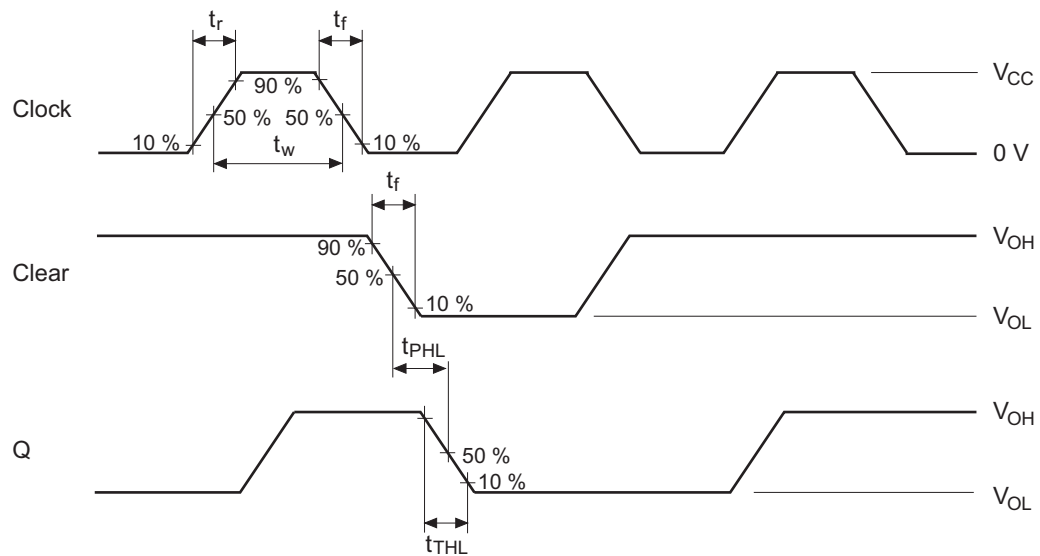 tr
tf
VCC
90 %
Clock
50 %
50 %
10 %
tw
10 %
0 V
tf
VOH
90 %
Clear
50 %
10 %
VOL
tPHL
VOH
Q
50 %
10 %
VOL
tTHL